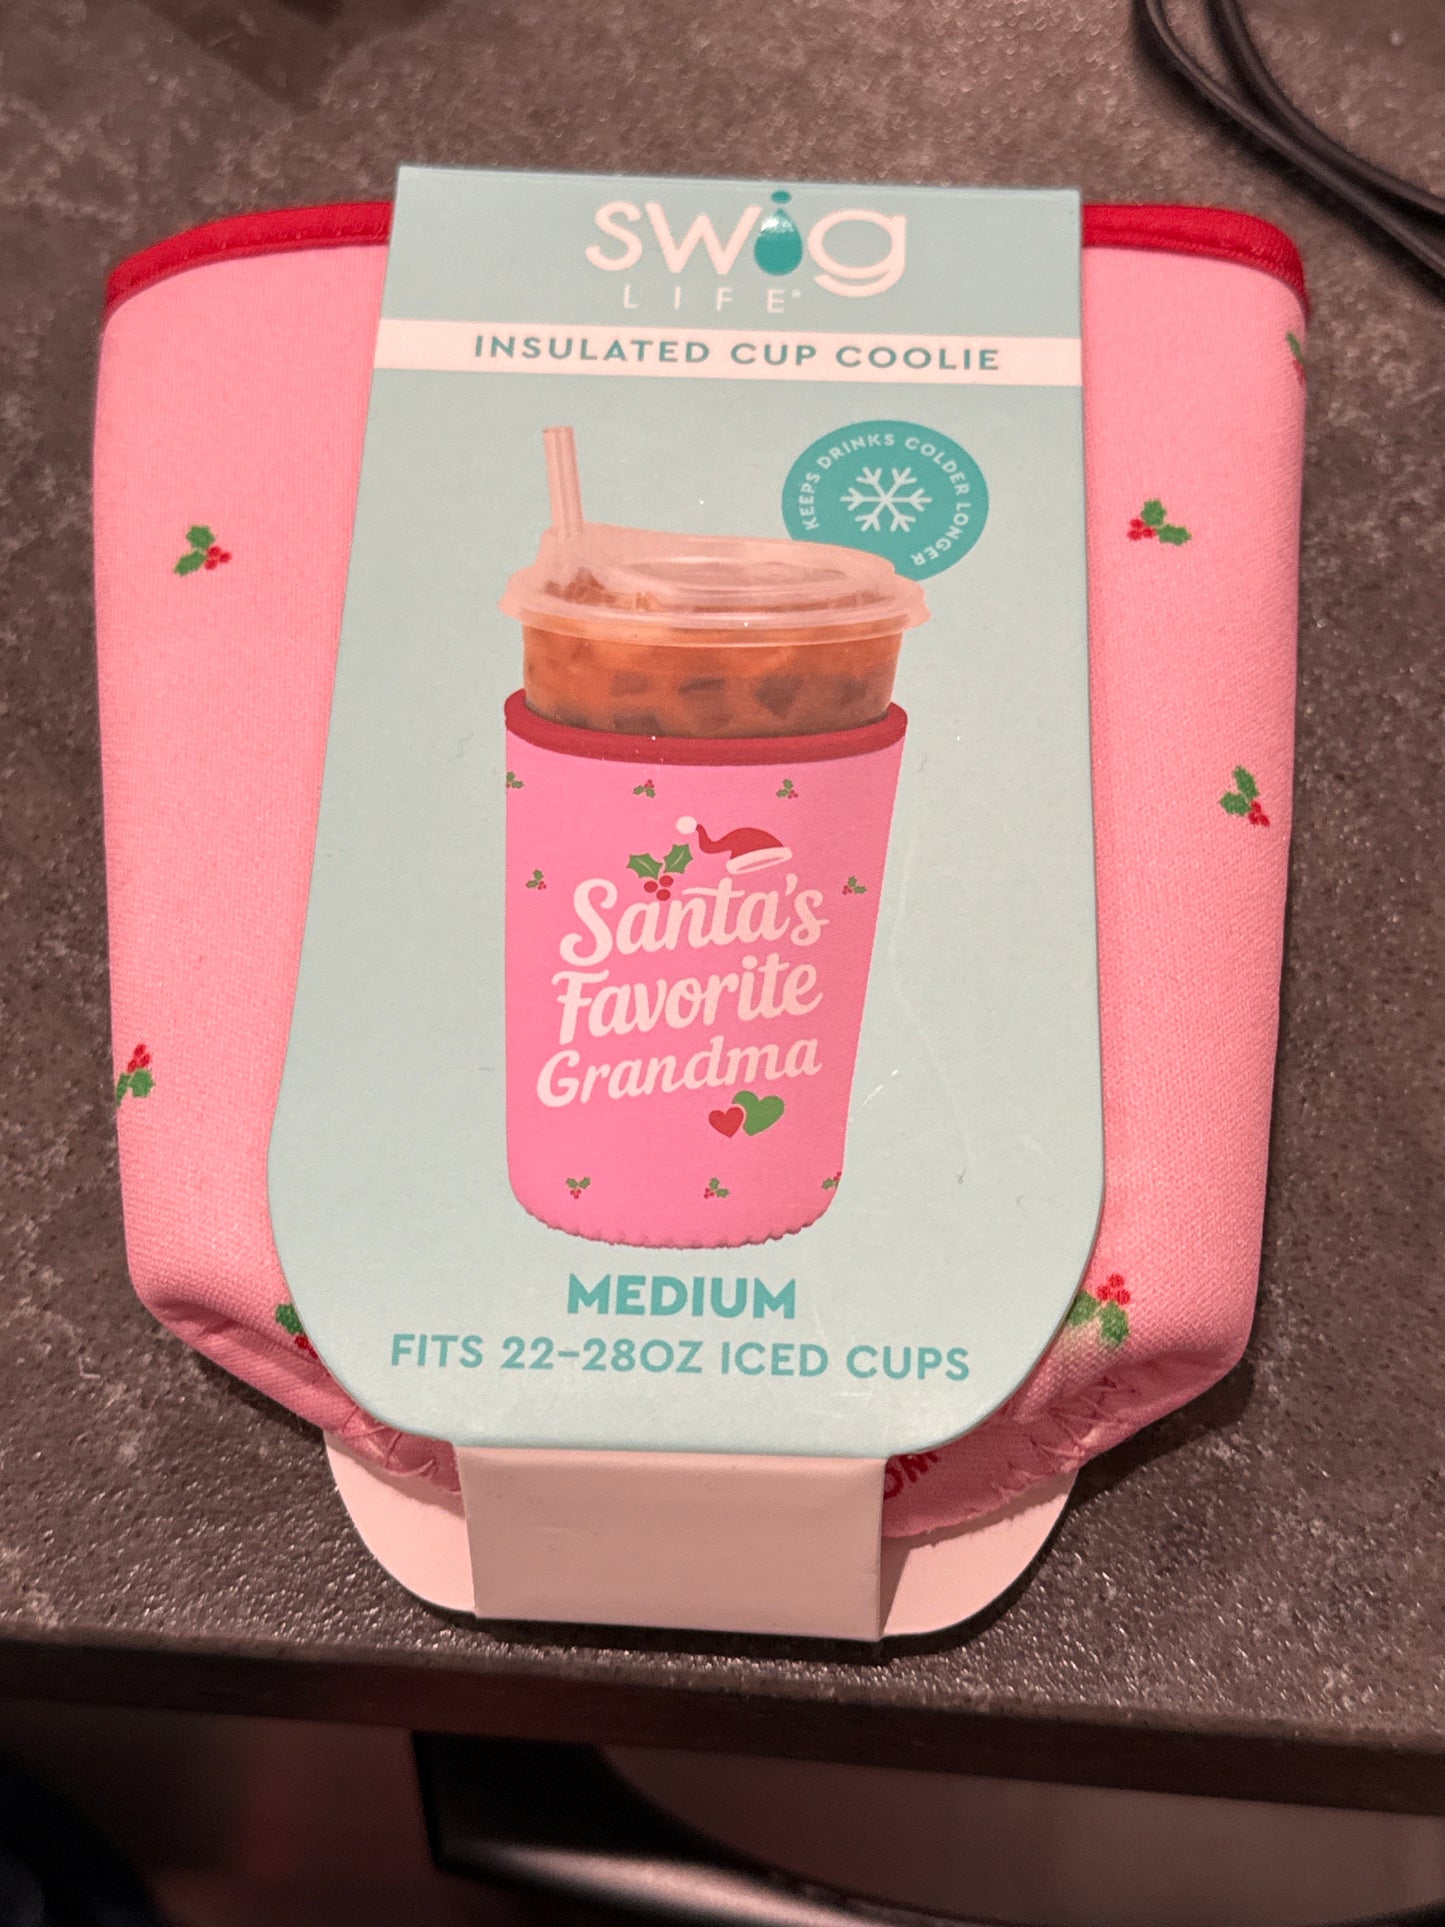 swig
LIFE®
INSULATED CUP COOLIE
KEEPS DRINKS COLDER LONGER
Santa's
Favorite
Grandma
MEDIUM
FITS 22-28OZ ICED CUPS